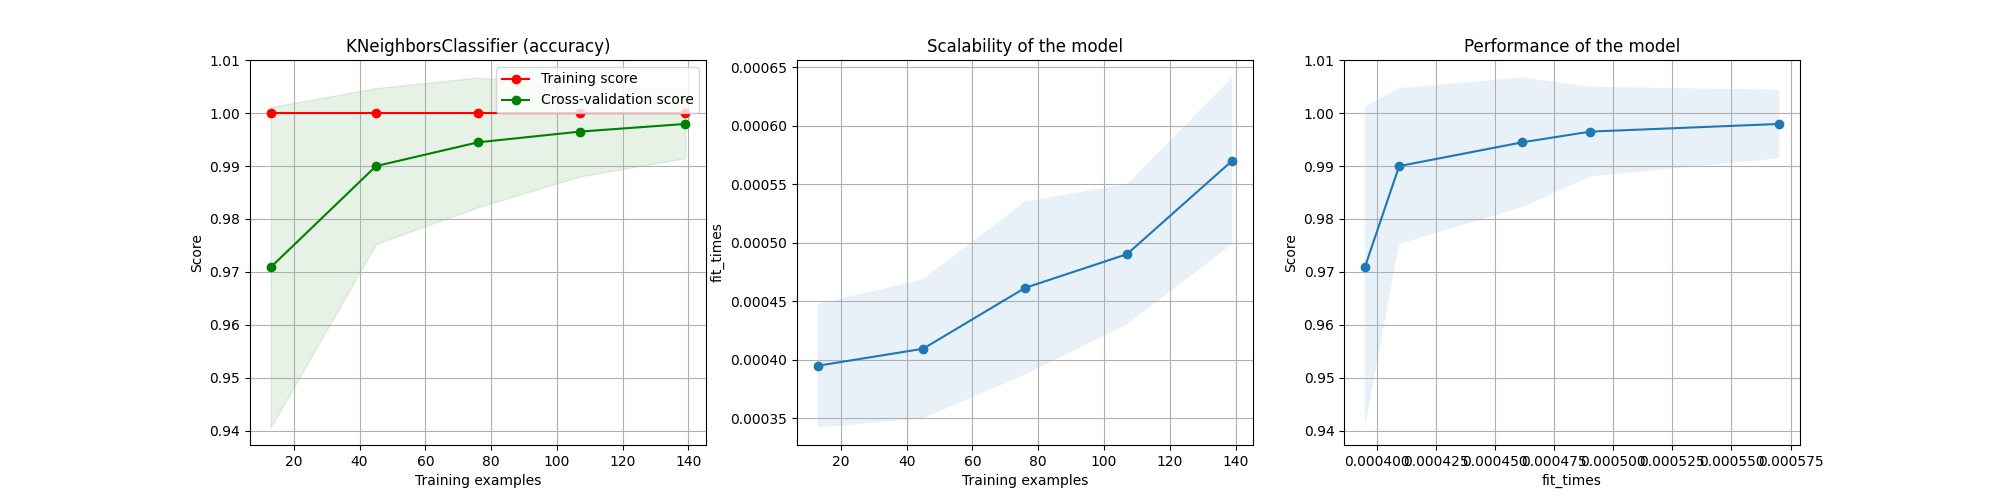 KNeighborsClassifier (accuracy)
1.01
1.00
0.99
0.98
0.97
0.96
0.95
0.94
Score
Training score
Cross-validation score
20 40 60 80 100 120 140
Training examples
Scalability of the model
0.00065
0.00060
0.00055
0.00050
0.00045
0.00040
0.00035
fit_times
20 40 60 80 100 120 140
Training examples
Performance of the model
1.01
1.00
0.99
0.98
0.97
0.96
0.95
0.94
Score
0.000400 0.000425 0.000450 0.000475 0.000500 0.000525 0.000550 0.000575
fit_times